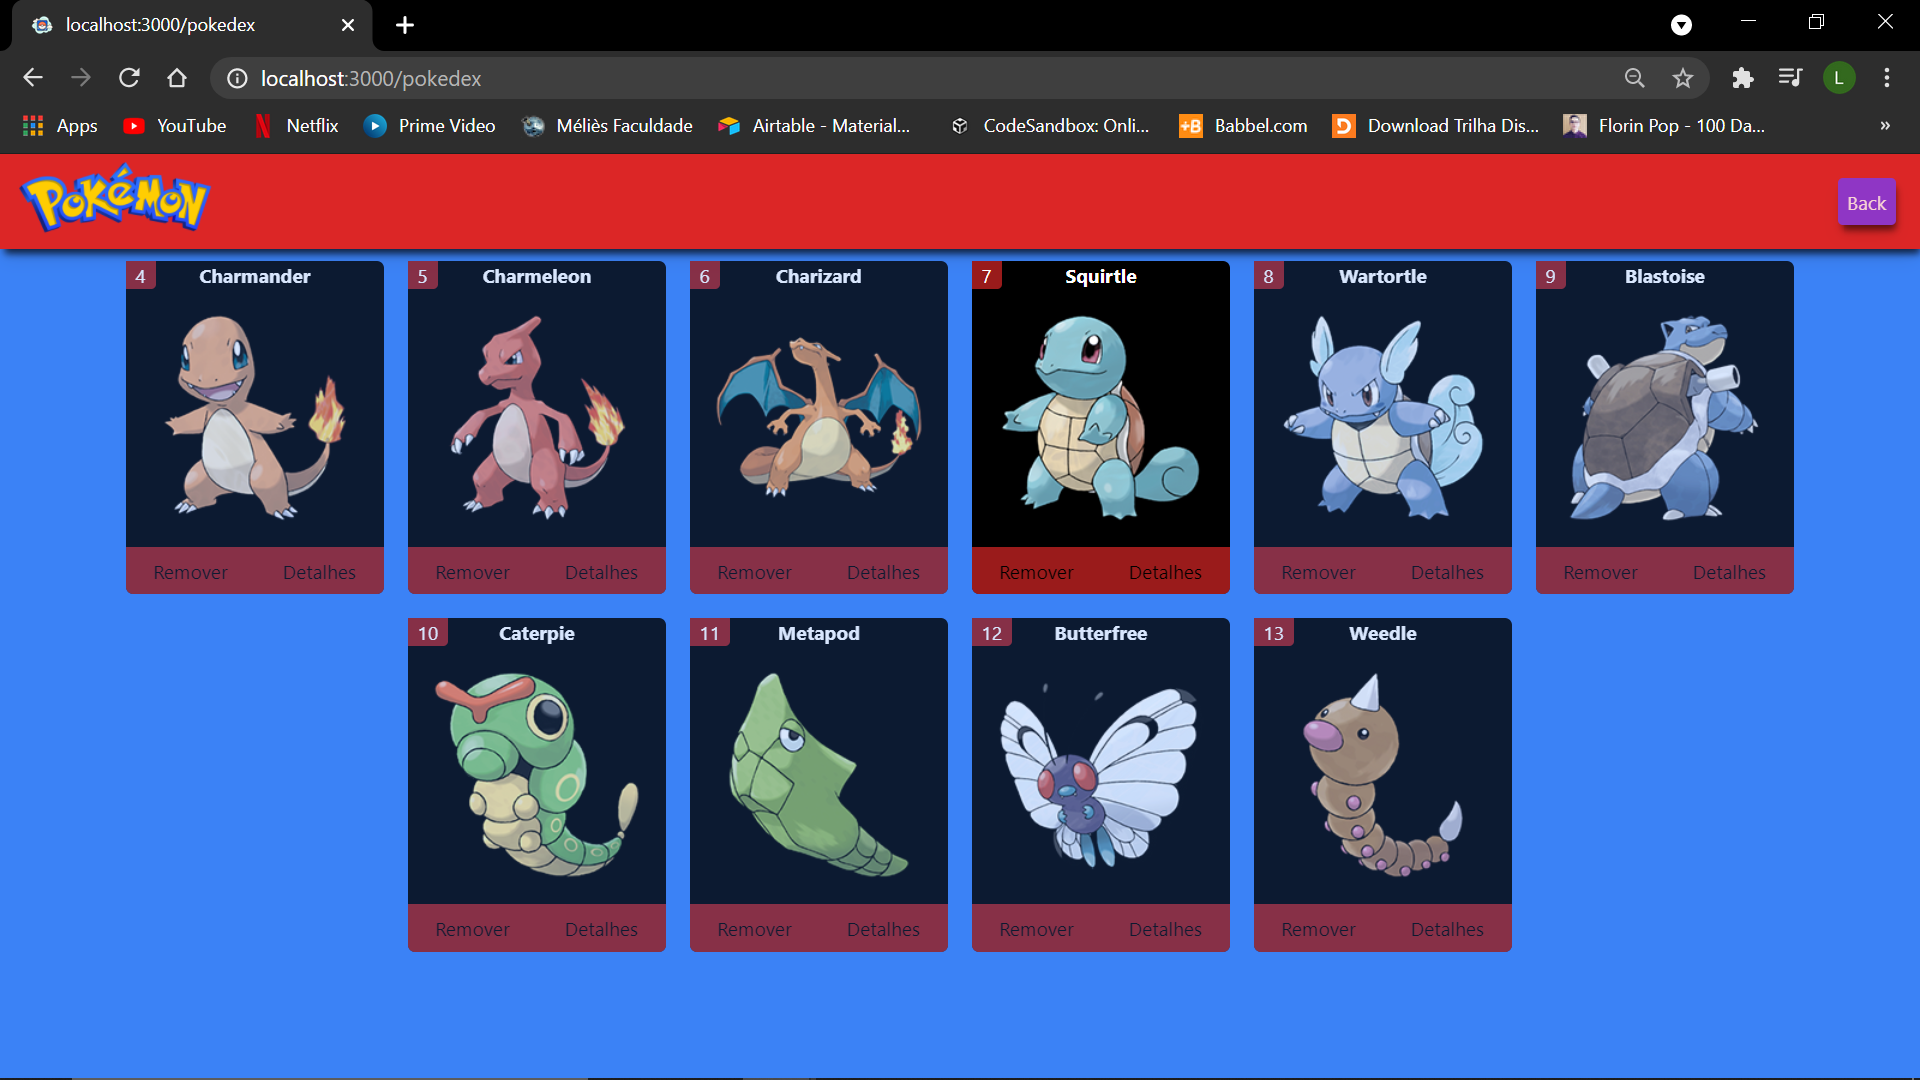 localhost:3000/pokedex
localhost:3000/pokedex
L
Apps YouTube Netflix Prime Video Méliès Faculdade Airtable - Material... CodeSandbox: Onli... +B Babbel.com D Download Trilha Dis... Florin Pop - 100 Da... »
POKéMON Back
4 Charmander 5 Charmeleon 6 Charizard 7 Squirtle 8 Wartortle 9 Blastoise
Remover Detalhes Remover Detalhes Remover Detalhes Remover Detalhes Remover Detalhes Remover Detalhes
10 Caterpie 11 Metapod 12 Butterfree 13 Weedle
Remover Detalhes Remover Detalhes Remover Detalhes Remover Detalhes